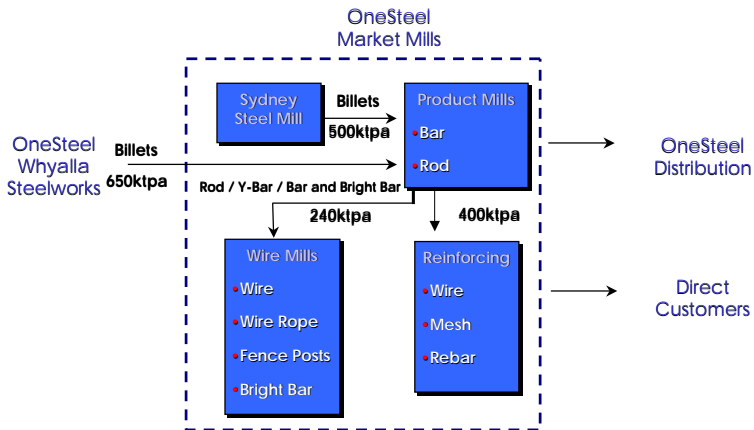 OneSteel
Market Mills
Sydney
Steel Mill
Billets
500ktpa
Product Mills
•Bar
•Rod
OneSteel
Whyalla
Steelworks
Billets
650ktpa
OneSteel
Distribution
Rod / Y-Bar / Bar and Bright Bar
240ktpa
400ktpa
Wire Mills
•Wire
•Wire Rope
•Fence Posts
•Bright Bar
Reinforcing
•Wire
•Mesh
•Rebar
Direct
Customers